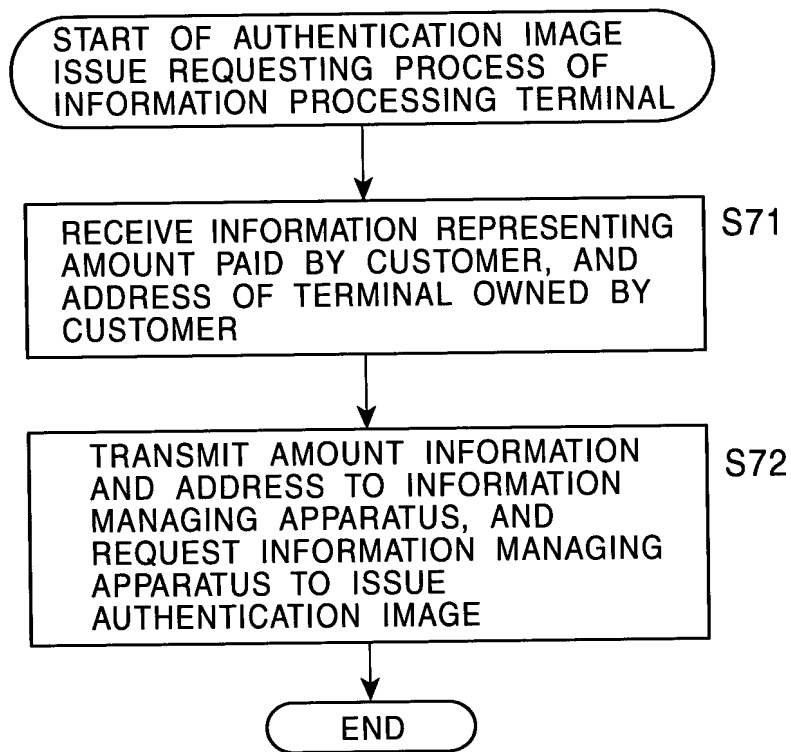 START OF AUTHENTICATION IMAGE
ISSUE REQUESTING PROCESS OF
INFORMATION PROCESSING TERMINAL
RECEIVE INFORMATION REPRESENTING
AMOUNT PAID BY CUSTOMER, AND
ADDRESS OF TERMINAL OWNED BY
CUSTOMER
S71
TRANSMIT AMOUNT INFORMATION
AND ADDRESS TO INFORMATION
MANAGING APPARATUS, AND
REQUEST INFORMATION MANAGING
APPARATUS TO ISSUE
AUTHENTICATION IMAGE
S72
END